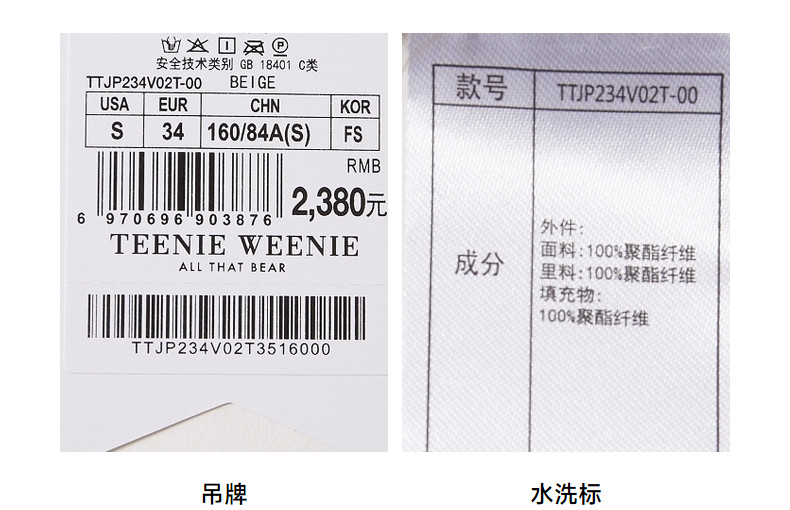 安全技术类别 GB 18401 C类
TTJP234V02T-00 BEIGE
USA EUR CHN KOR
S 34 160/84A(S) FS
RMB
2,380元
6 970696 903876
TEENIE WEENIE
ALL THAT BEAR
TTJP234V02T3516000
吊牌
款号 TTJP234V02T-00
成分
外件:
面料:100%聚酯纤维
里料:100%聚酯纤维
填充物:
100%聚酯纤维
水洗标